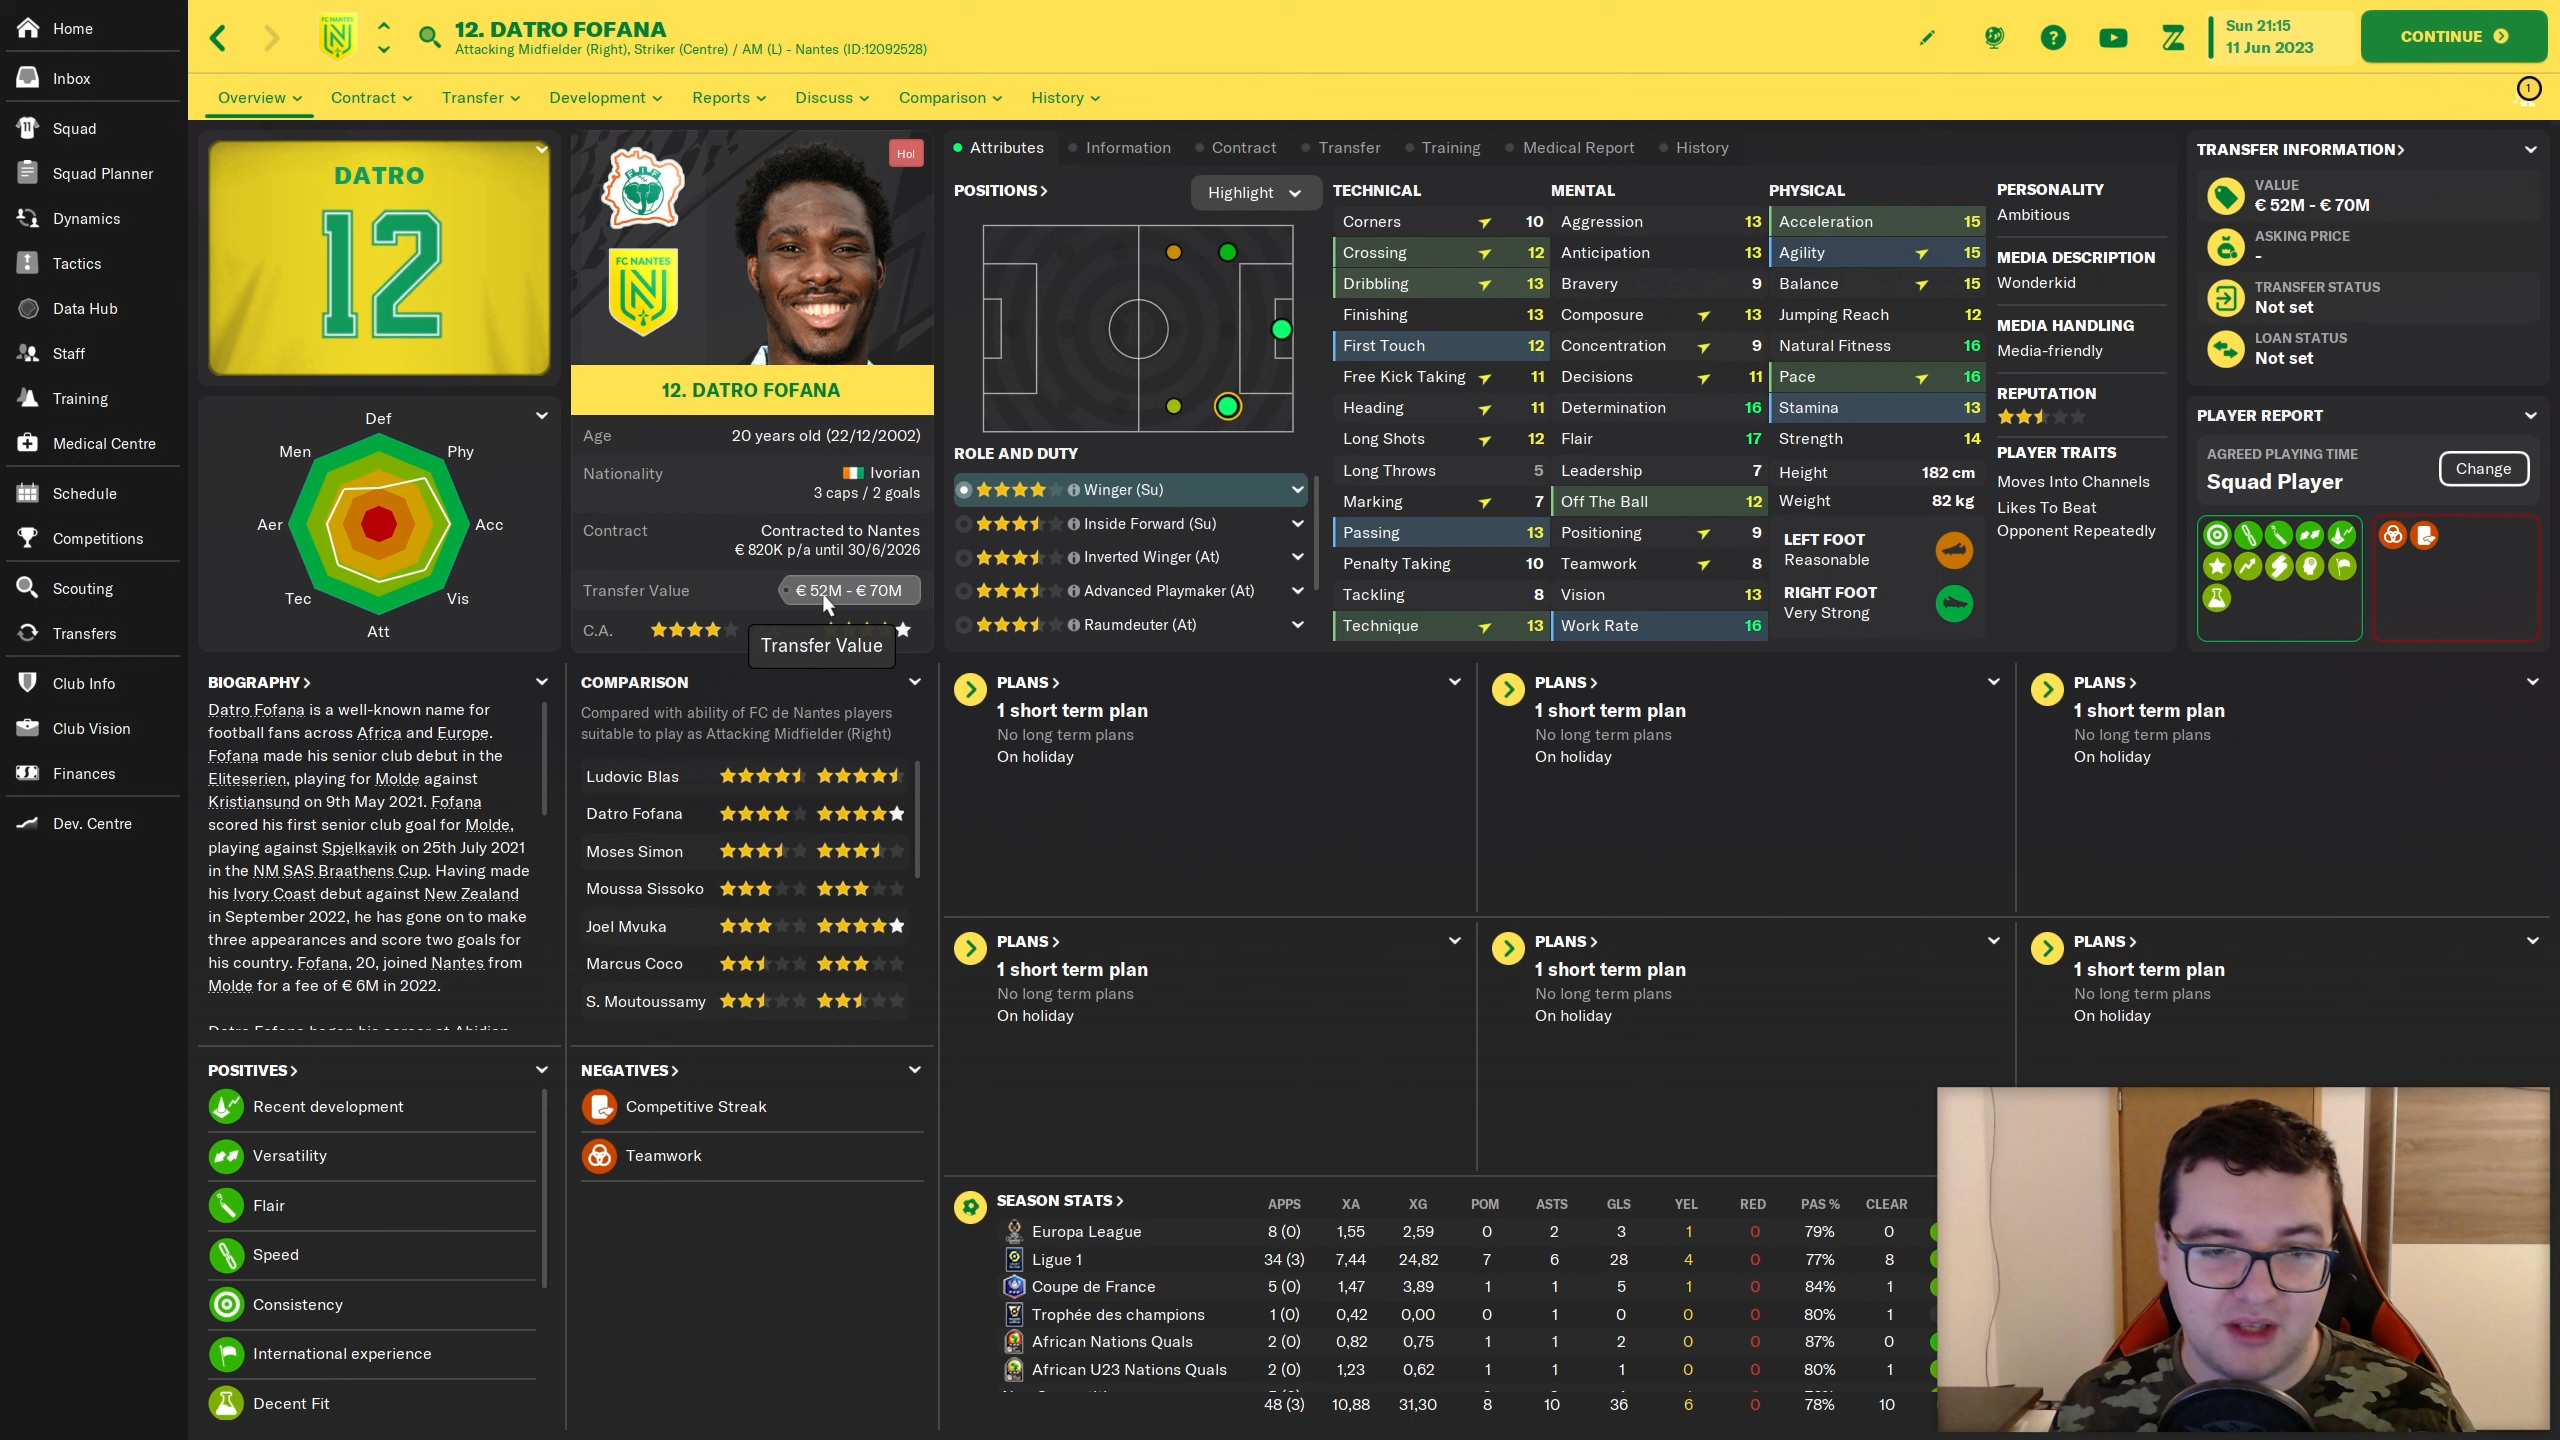 Home
Inbox
Squad
Squad Planner
Dynamics
Tactics
Data Hub
Staff
Training
Medical Centre
Schedule
Competitions
Scouting
Transfers
Club Info
Club Vision
Finances
Dev. Centre
FC NANTES
12. DATRO FOFANA
Attacking Midfielder (Right), Striker (Centre) / AM (L) - Nantes (ID:12092528)
Sun 21:15
11 Jun 2023
CONTINUE
Overview
Contract
Transfer
Development
Reports
Discuss
Comparison
History
1
DATRO
12
Def
Men
Phy
Aer
Acc
Tec
Vis
Att
Hol
FC NANTES
12. DATRO FOFANA
Age 20 years old (22/12/2002)
Nationality Ivorian
3 caps / 2 goals
Contract Contracted to Nantes
€ 820K p/a until 30/6/2026
Transfer Value € 52M - € 70M
C.A.
Transfer Value
Attributes Information Contract Transfer Training Medical Report History
POSITIONS
Highlight
ROLE AND DUTY
Winger (Su)
Inside Forward (Su)
Inverted Winger (At)
Advanced Playmaker (At)
Raumdeuter (At)
TECHNICAL
Corners 10
Crossing 12
Dribbling 13
Finishing 13
First Touch 12
Free Kick Taking 11
Heading 11
Long Shots 12
Long Throws 5
Marking 7
Passing 13
Penalty Taking 10
Tackling 8
Technique 13
MENTAL
Aggression 13
Anticipation 13
Bravery 9
Composure 13
Concentration 9
Decisions 11
Determination 16
Flair 17
Leadership 7
Off The Ball 12
Positioning 9
Teamwork 8
Vision 13
Work Rate 16
PHYSICAL
Acceleration 15
Agility 15
Balance 15
Jumping Reach 12
Natural Fitness 16
Pace 16
Stamina 13
Strength 14
Height 182 cm
Weight 82 kg
LEFT FOOT
Reasonable
RIGHT FOOT
Very Strong
PERSONALITY
Ambitious
MEDIA DESCRIPTION
Wonderkid
MEDIA HANDLING
Media-friendly
REPUTATION
PLAYER TRAITS
Moves Into Channels
Likes To Beat
Opponent Repeatedly
TRANSFER INFORMATION
VALUE
€ 52M - € 70M
ASKING PRICE
-
TRANSFER STATUS
Not set
LOAN STATUS
Not set
PLAYER REPORT
AGREED PLAYING TIME
Squad Player
Change
BIOGRAPHY
Datro Fofana is a well-known name for
football fans across Africa and Europe.
Fofana made his senior club debut in the
Eliteserien, playing for Molde against
Kristiansund on 9th May 2021. Fofana
scored his first senior club goal for Molde,
playing against Spjelkavik on 25th July 2021
in the NM SAS Braathens Cup. Having made
his Ivory Coast debut against New Zealand
in September 2022, he has gone on to make
three appearances and score two goals for
his country. Fofana, 20, joined Nantes from
Molde for a fee of € 6M in 2022.
COMPARISON
Compared with ability of FC de Nantes players
suitable to play as Attacking Midfielder (Right)
Ludovic Blas
Datro Fofana
Moses Simon
Moussa Sissoko
Joel Mvuka
Marcus Coco
S. Moutoussamy
PLANS
1 short term plan
No long term plans
On holiday
PLANS
1 short term plan
No long term plans
On holiday
PLANS
1 short term plan
No long term plans
On holiday
PLANS
1 short term plan
No long term plans
On holiday
PLANS
1 short term plan
No long term plans
On holiday
PLANS
1 short term plan
No long term plans
On holiday
POSITIVES
Recent development
Versatility
Flair
Speed
Consistency
International experience
Decent Fit
NEGATIVES
Competitive Streak
Teamwork
SEASON STATS APPS XA XG POM ASTS GLS YEL RED PAS % CLEAR
Europa League 8 (0) 1,55 2,59 0 2 3 1 0 79% 0
Ligue 1 34 (3) 7,44 24,82 7 6 28 4 0 77% 8
Coupe de France 5 (0) 1,47 3,89 1 1 5 1 0 84% 1
Trophée des champions 1 (0) 0,42 0,00 0 1 0 0 0 80% 1
African Nations Quals 2 (0) 0,82 0,75 1 1 2 0 0 87% 0
African U23 Nations Quals 2 (0) 1,23 0,62 1 1 1 0 0 80% 1
48 (3) 10,88 31,30 8 10 36 6 0 78% 10